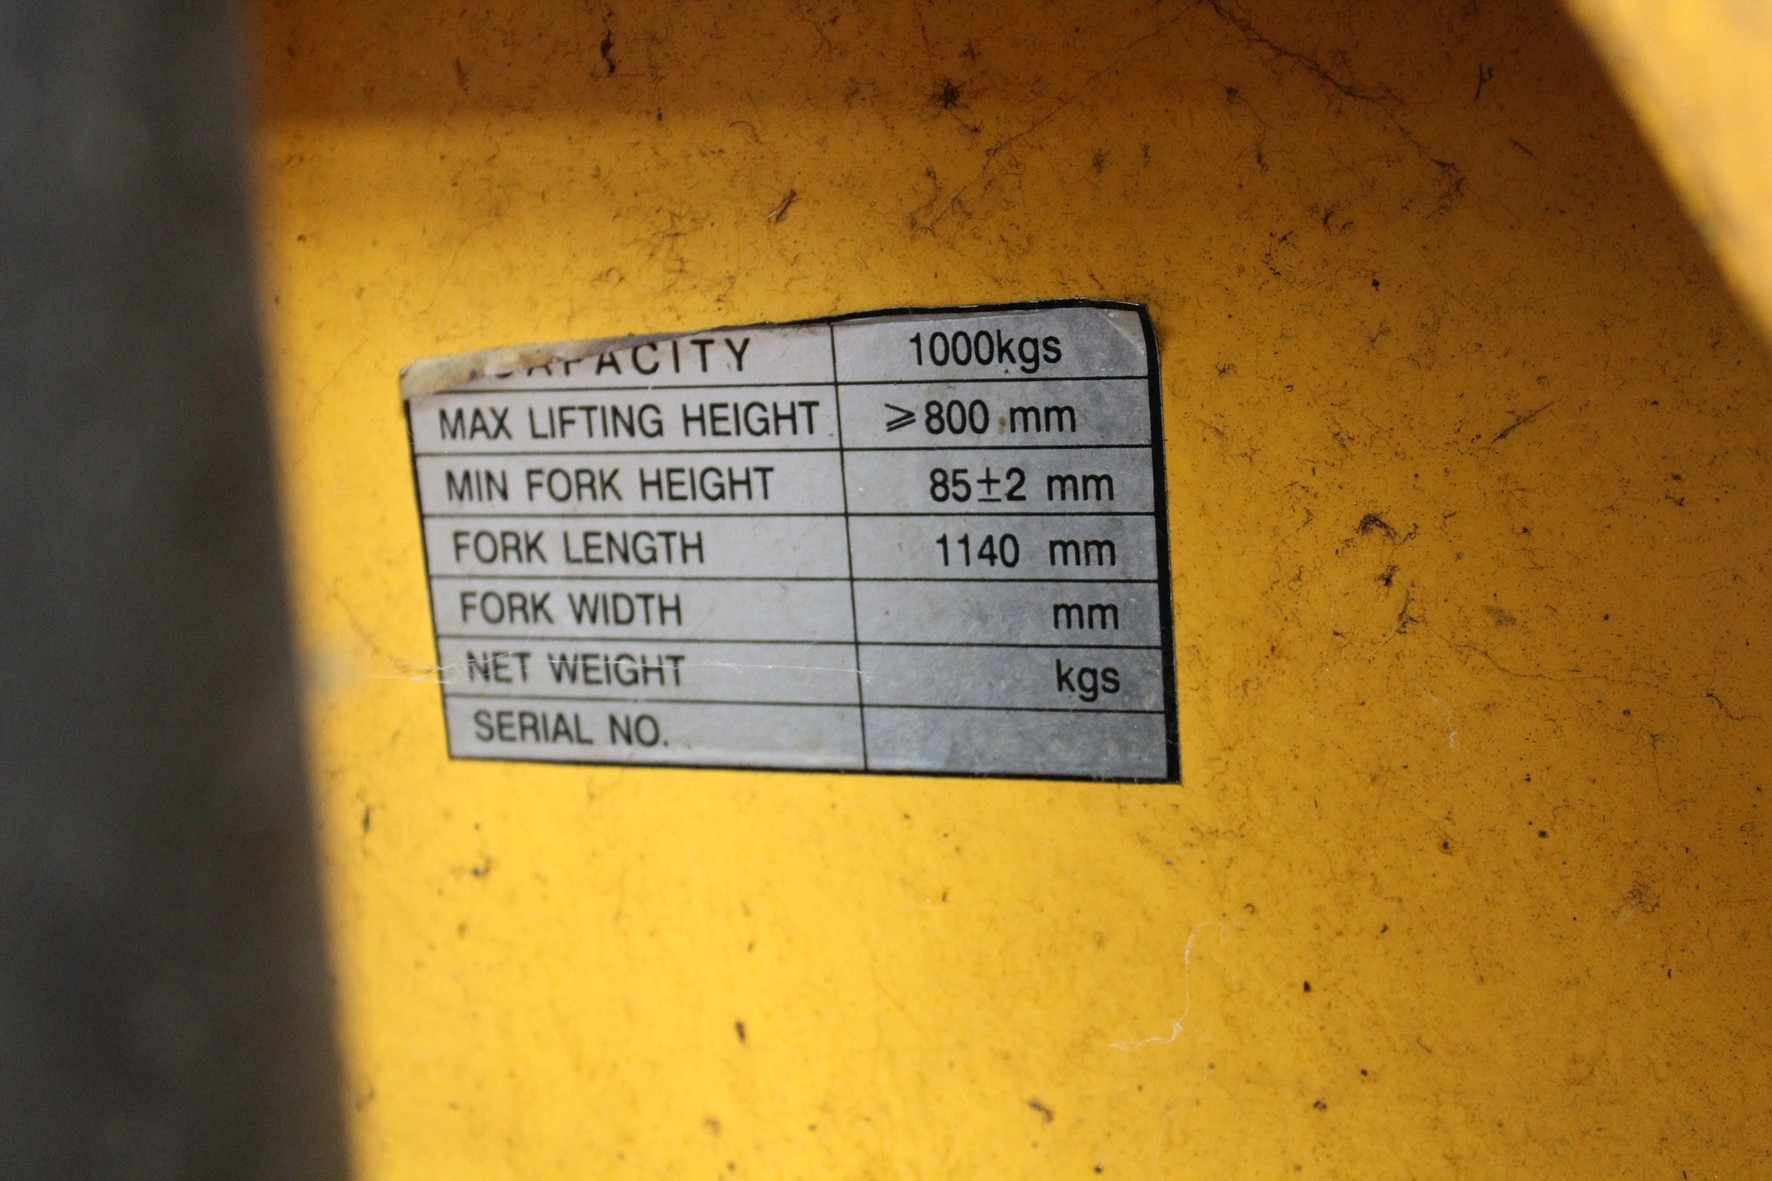 CAPACITY 1000kgs
MAX LIFTING HEIGHT ⩾800 mm
MIN FORK HEIGHT 85±2 mm
FORK LENGTH 1140 mm
FORK WIDTH mm
NET WEIGHT kgs
SERIAL NO.